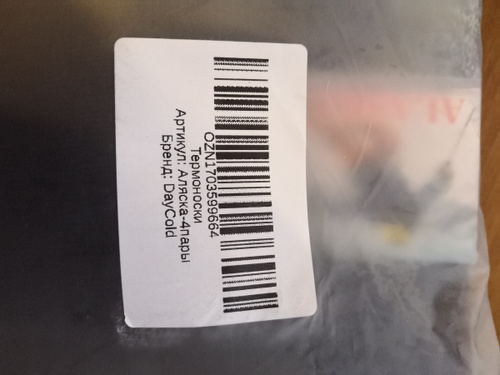 OZN1703599664
Термоноски
Артикул: Аляска-4пары
Бренд: DayCold